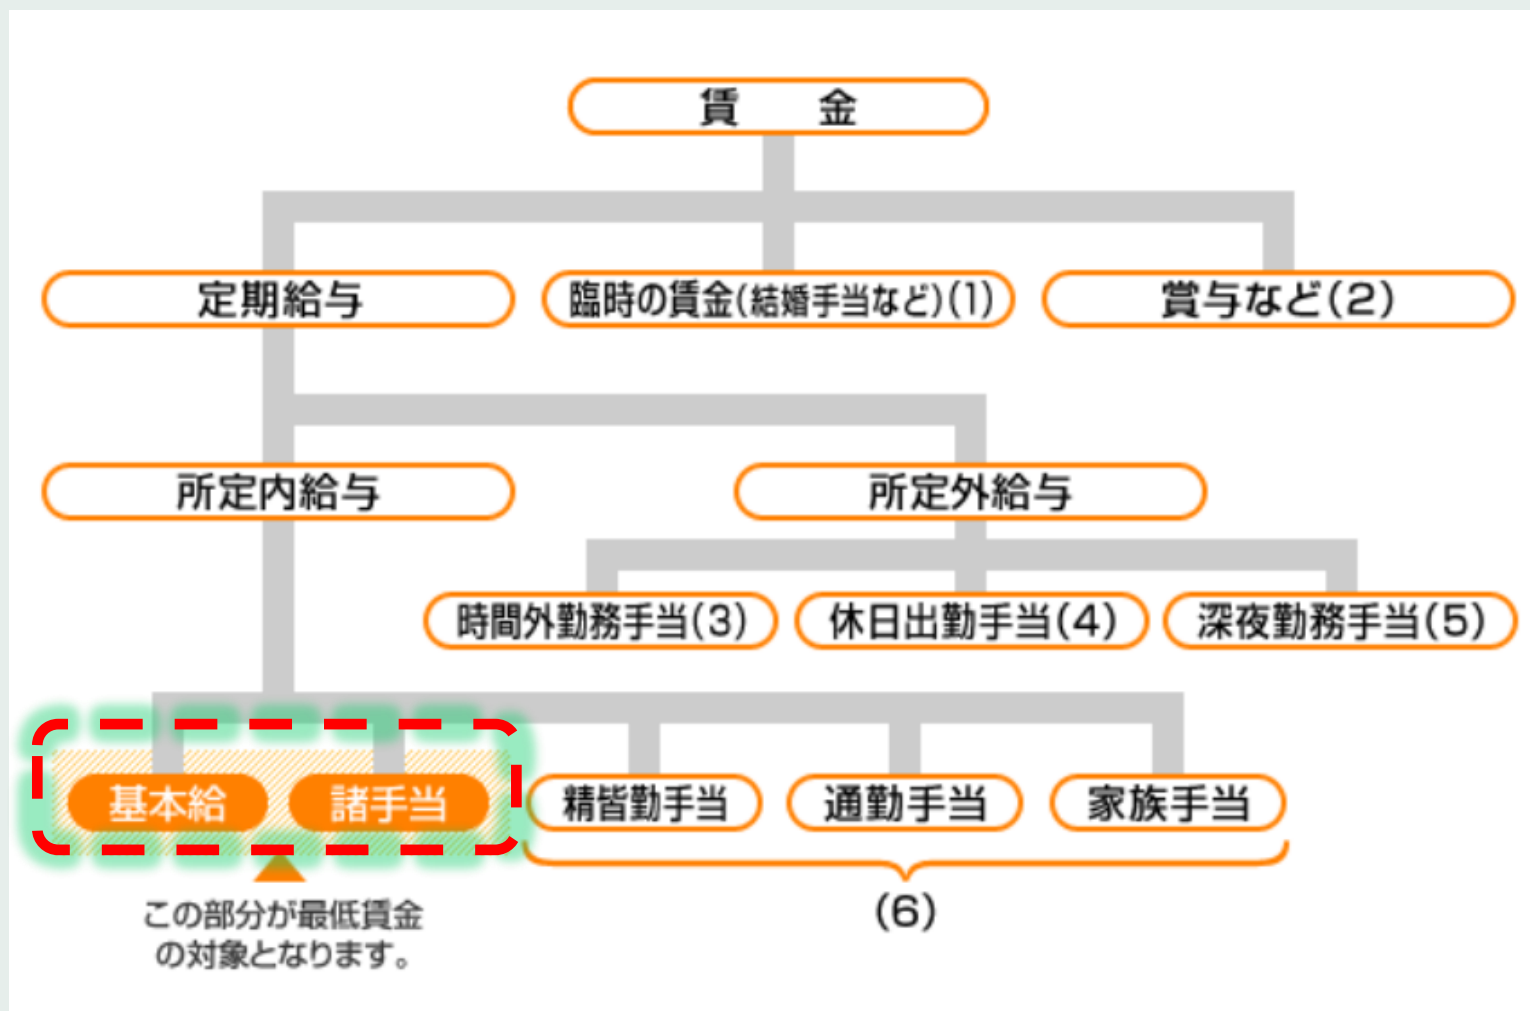 賃　金
定期給与
臨時の賃金(結婚手当など)(1)
賞与など(2)
所定内給与
所定外給与
時間外勤務手当(3)
休日出勤手当(4)
深夜勤務手当(5)
基本給
諸手当
精皆勤手当
通勤手当
家族手当
(6)
この部分が最低賃金
の対象となります。